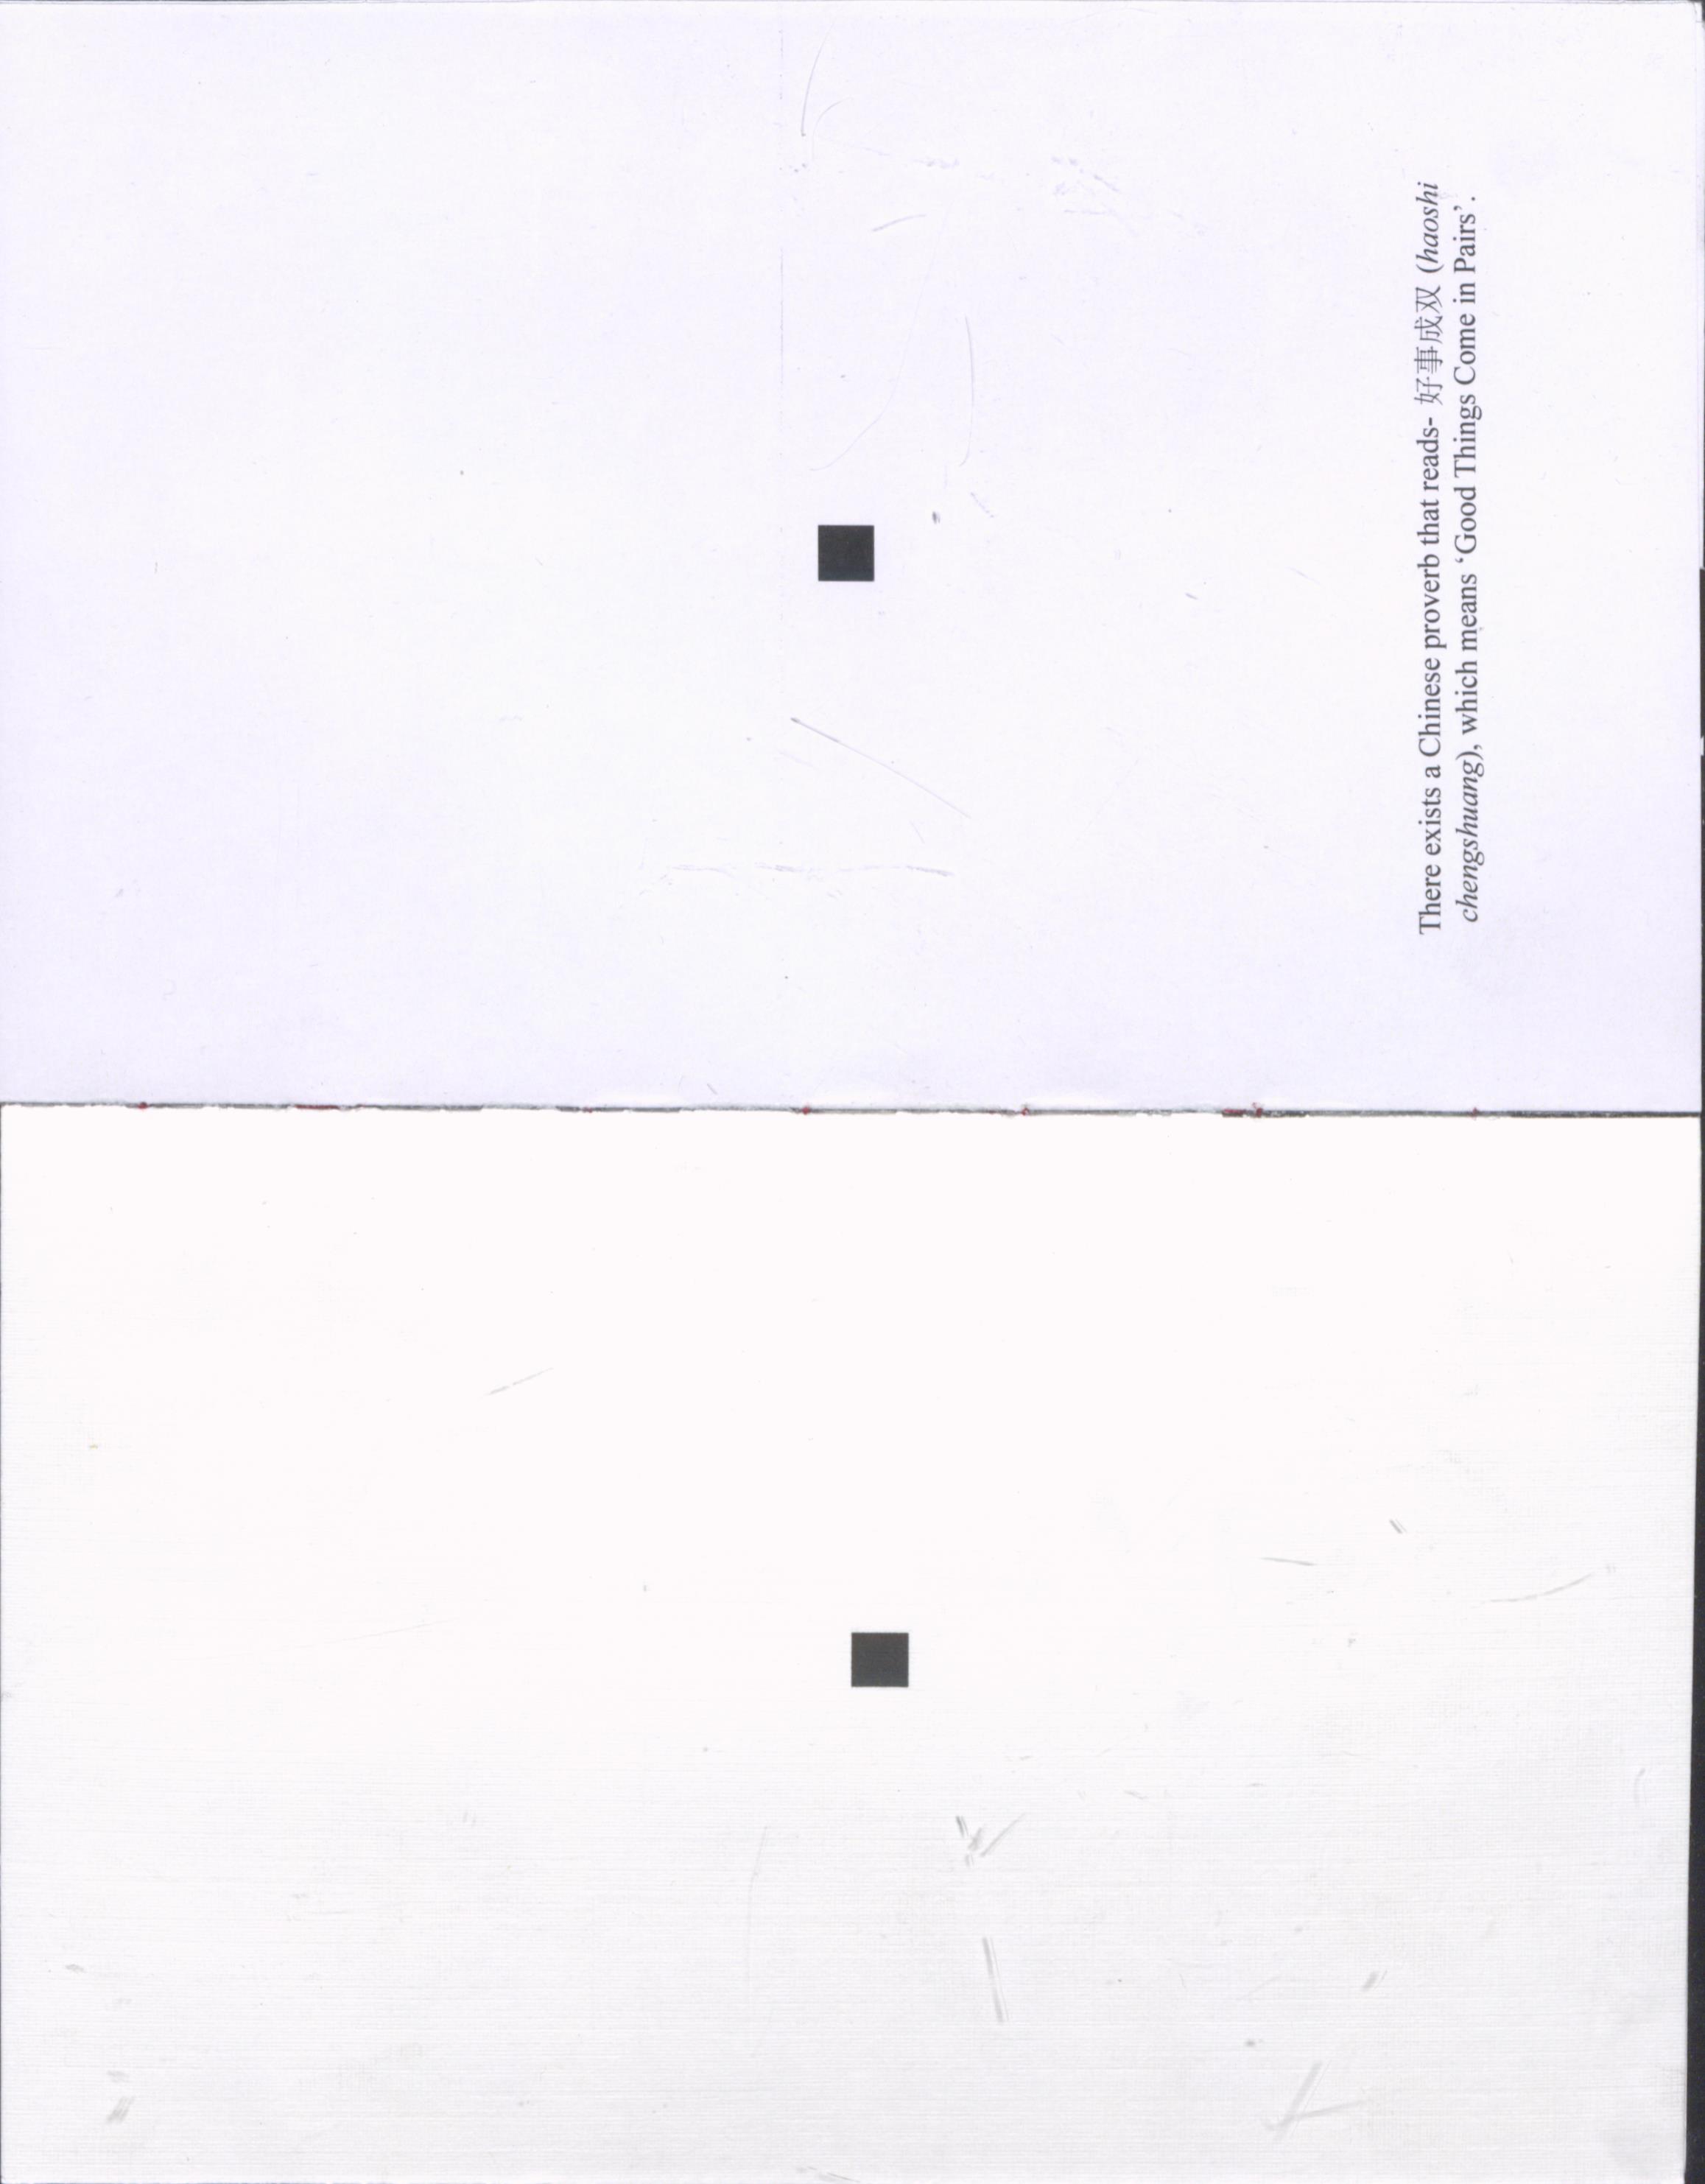 There exists a Chinese proverb that reads- 好事成双 (haoshi
chengshuang), which means ‘Good Things Come in Pairs’.